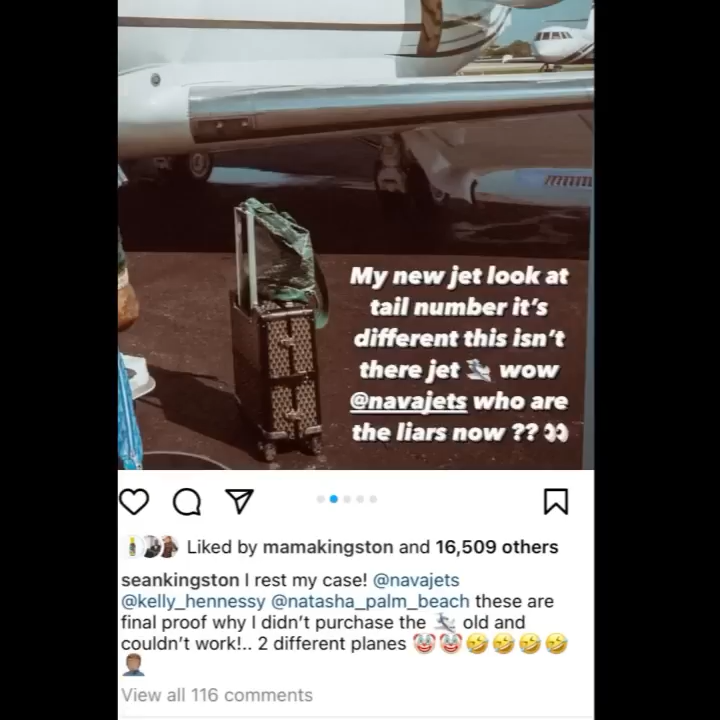 My new jet look at
tail number it's
different this isn't
there jet 🛩️ wow
@navajets who are
the liars now ?? 👀
Liked by mamakingston and 16,509 others
seankingston I rest my case! @navajets
@kelly_hennessy @natasha_palm_beach these are
final proof why I didn't purchase the 🛩️ old and
couldn't work!.. 2 different planes 🤡🤡🤣🤣🤣🤣
🤦🏽‍♂️
View all 116 comments